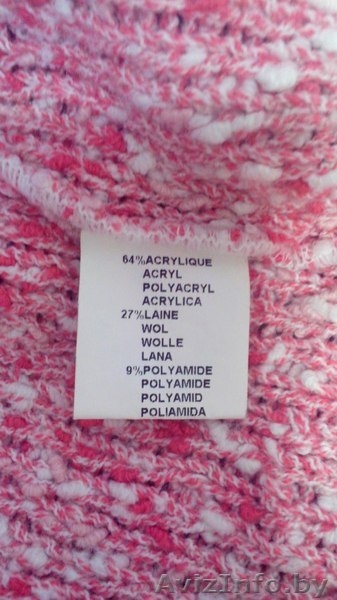 64%ACRYLIQUE
ACRYL
POLYACRYL
ACRYLICA
27%LAINE
WOL
WOLLE
LANA
9%POLYAMIDE
POLYAMIDE
POLYAMID
POLIAMIDA
AvizInfo.by